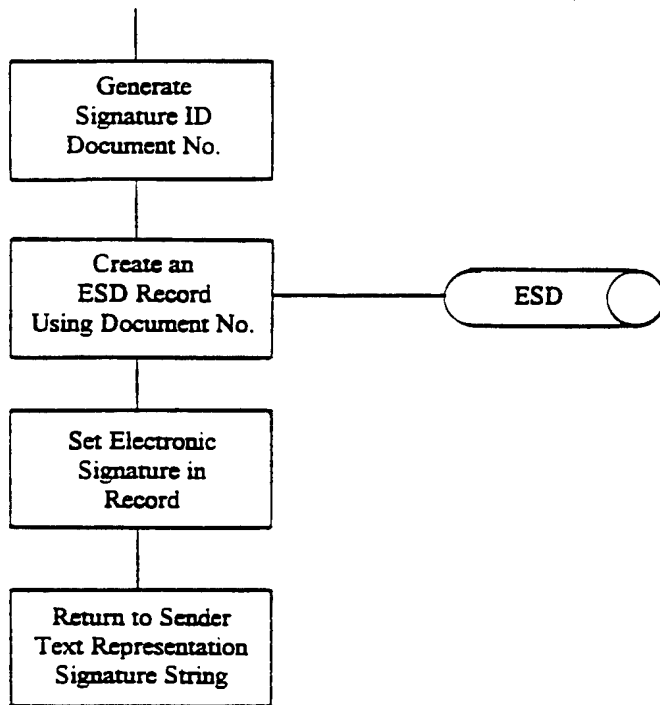 Generate
Signature ID
Document No.
Create an
ESD Record
Using Document No.
ESD
Set Electronic
Signature in
Record
Return to Sender
Text Representation
Signature String